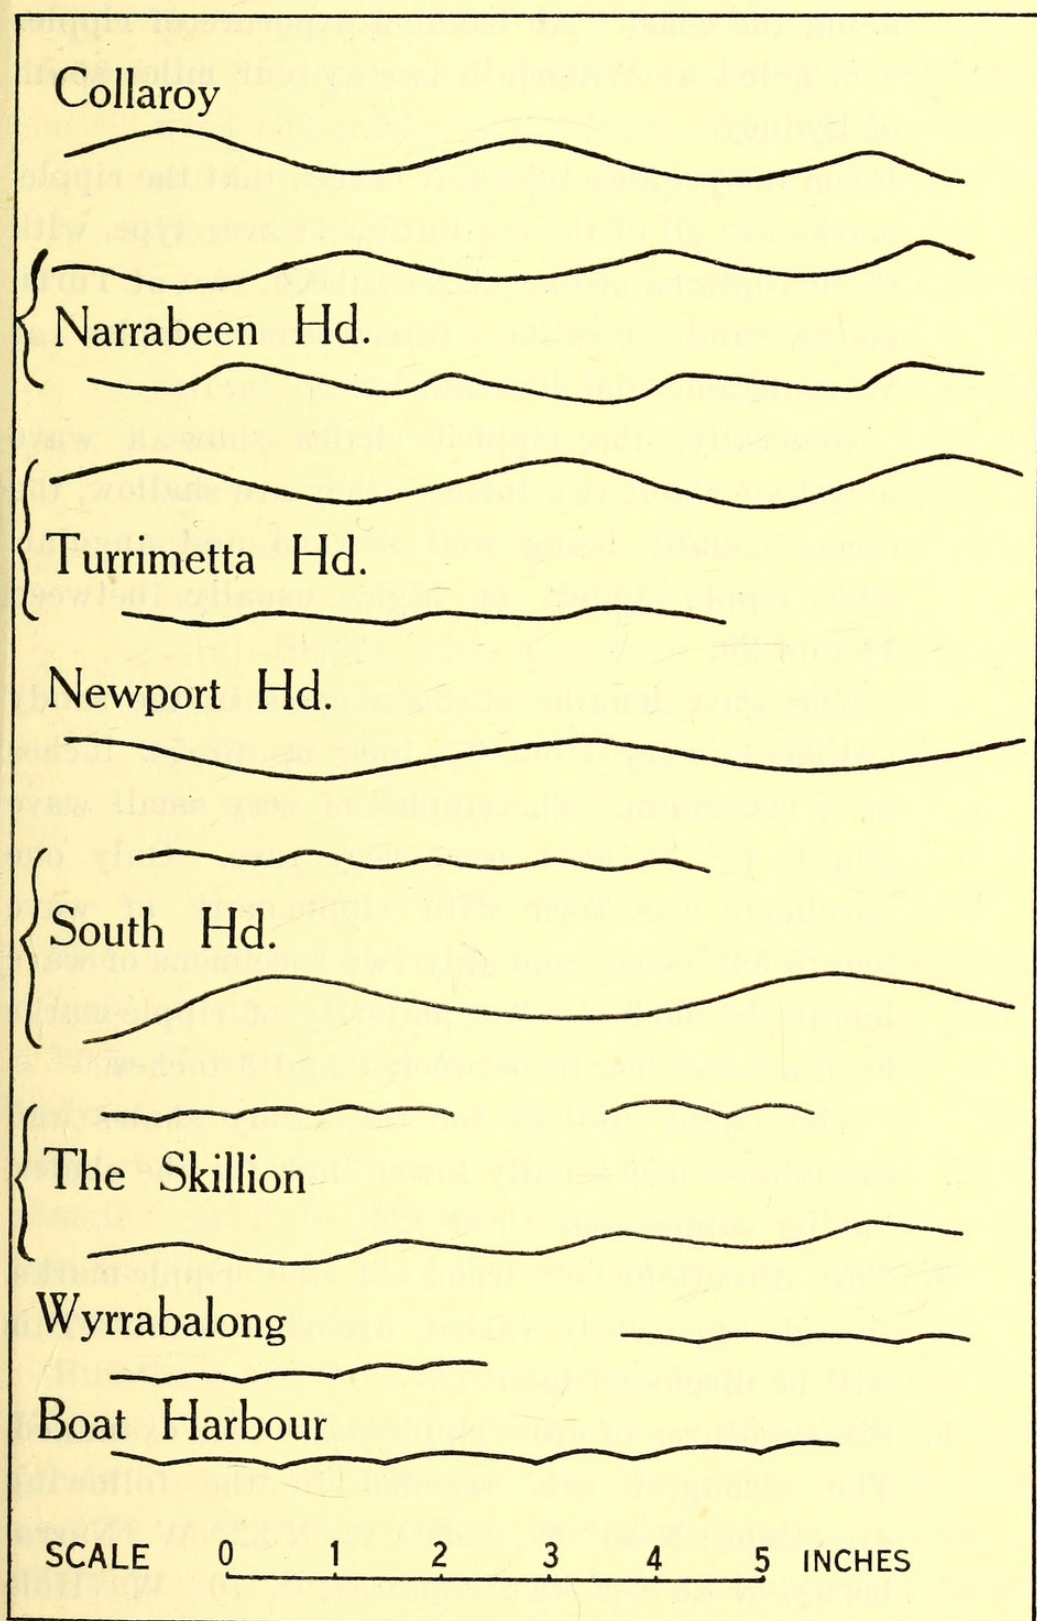 Collaroy
Narrabeen Hd.
Turrimetta Hd.
Newport Hd.
South Hd.
The Skillion
Wyrrabalong
Boat Harbour
SCALE 0 1 2 3 4 5 INCHES